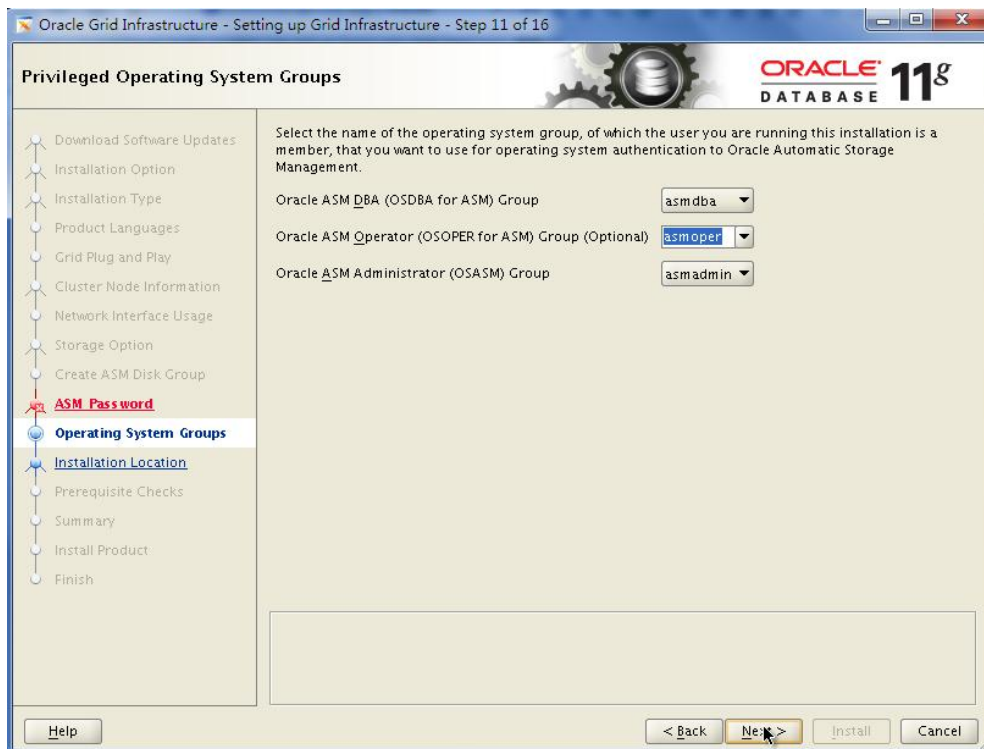 Oracle Grid Infrastructure - Setting up Grid Infrastructure - Step 11 of 16
Privileged Operating System Groups
ORACLE
DATABASE
11g
Download Software Updates
Installation Option
Installation Type
Product Languages
Grid Plug and Play
Cluster Node Information
Network Interface Usage
Storage Option
Create ASM Disk Group
ASM Password
Operating System Groups
Installation Location
Prerequisite Checks
Summary
Install Product
Finish
Select the name of the operating system group, of which the user you are running this installation is a
member, that you want to use for operating system authentication to Oracle Automatic Storage
Management.
Oracle ASM DBA (OSDBA for ASM) Group
asmdba
Oracle ASM Operator (OSOPER for ASM) Group (Optional)
asmoper
Oracle ASM Administrator (OSASM) Group
asmadmin
Help
< Back
Next >
Install
Cancel